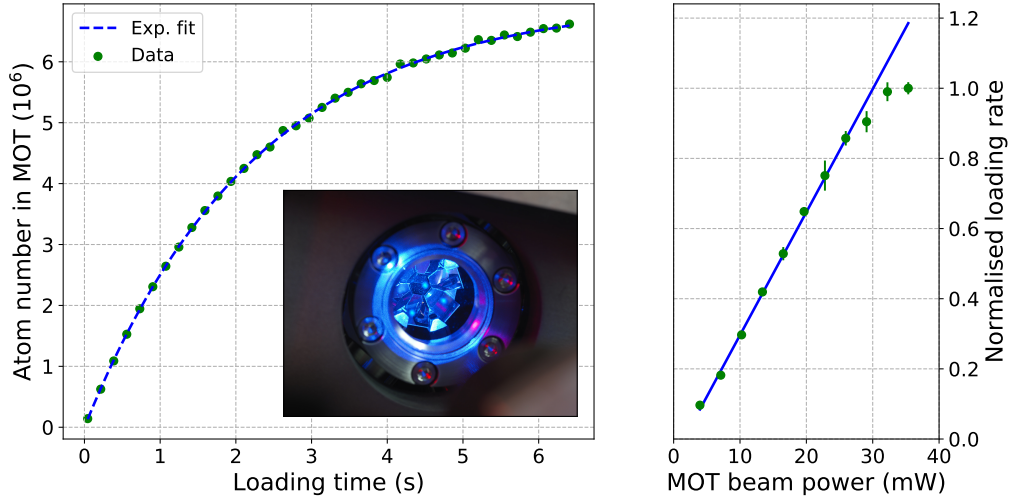 Exp. fit
Data
Atom number in MOT (10⁶)
0
1
2
3
4
5
6
0 1 2 3 4 5 6
Loading time (s)
0.0
0.2
0.4
0.6
0.8
1.0
1.2
Normalised loading rate
0 10 20 30 40
MOT beam power (mW)